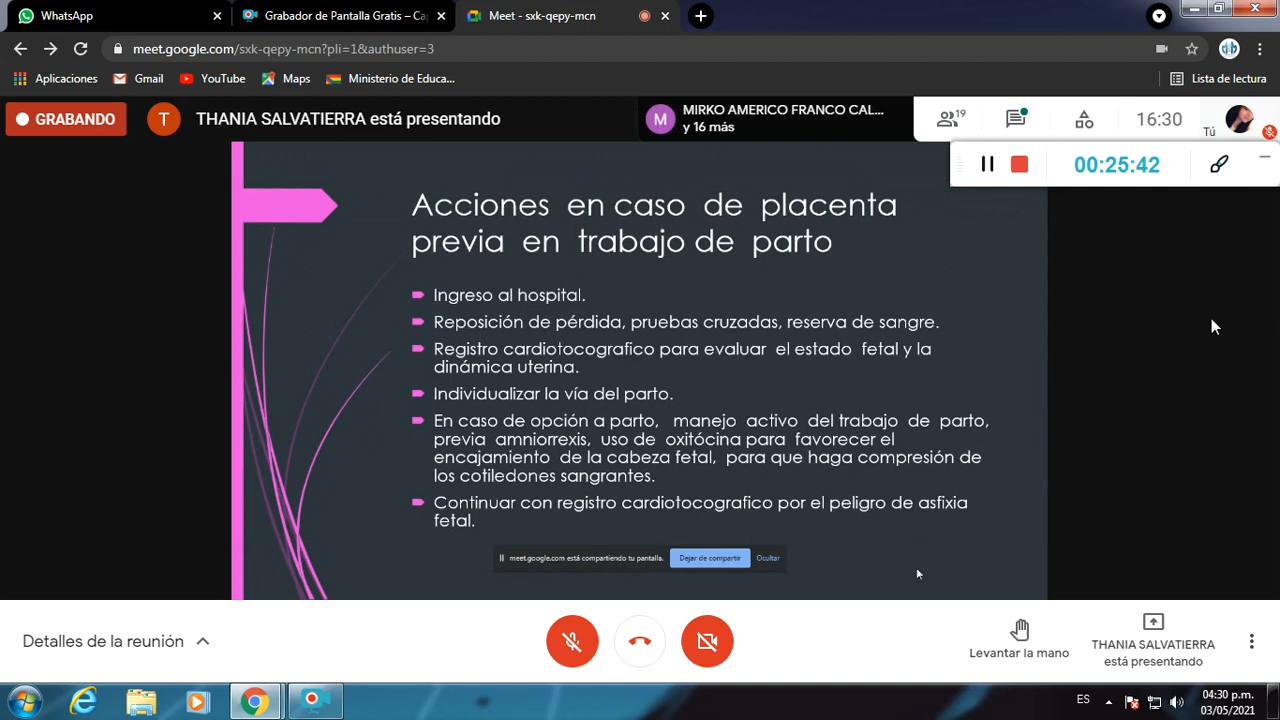 WhatsApp
Grabador de Pantalla Gratis – Ca
Meet - sxk-qepy-mcn
meet.google.com/sxk-qepy-mcn?pli=1&authuser=3
Aplicaciones
Gmail
YouTube
Maps
Ministerio de Educa...
Lista de lectura
GRABANDO
T
THANIA SALVATIERRA está presentando
M
MIRKO AMERICO FRANCO CAL...
y 16 más
19
16:30
Tú
00:25:42
Acciones en caso de placenta
previa en trabajo de parto
Ingreso al hospital.
Reposición de pérdida, pruebas cruzadas, reserva de sangre.
Registro cardiotocografico para evaluar el estado fetal y la
dinámica uterina.
Individualizar la vía del parto.
En caso de opción a parto, manejo activo del trabajo de parto,
previa amniorrexis, uso de oxitócina para favorecer el
encajamiento de la cabeza fetal, para que haga compresión de
los cotiledones sangrantes.
Continuar con registro cardiotocografico por el peligro de asfixia
fetal.
meet.google.com está compartiendo tu pantalla.
Dejar de compartir
Ocultar
Detalles de la reunión
Levantar la mano
THANIA SALVATIERRA
está presentando
ES
04:30 p.m.
03/05/2021